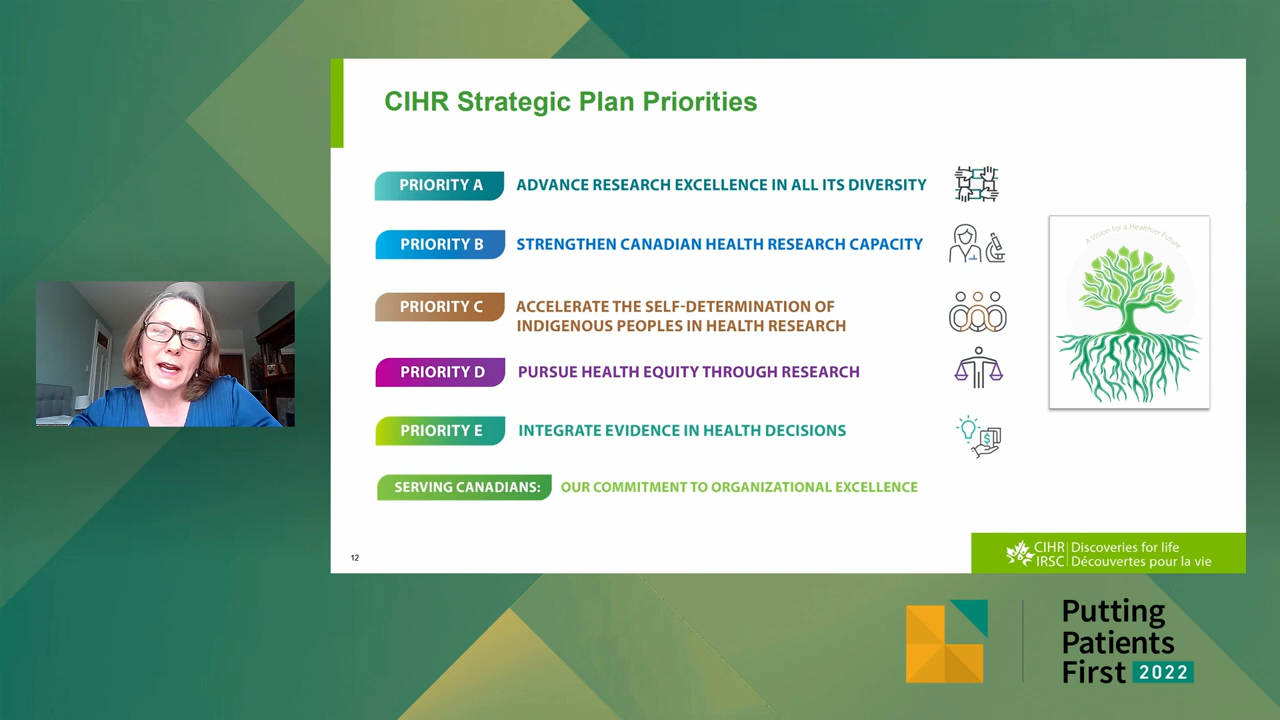 CIHR Strategic Plan Priorities
PRIORITY A
ADVANCE RESEARCH EXCELLENCE IN ALL ITS DIVERSITY
PRIORITY B
STRENGTHEN CANADIAN HEALTH RESEARCH CAPACITY
PRIORITY C
ACCELERATE THE SELF-DETERMINATION OF
INDIGENOUS PEOPLES IN HEALTH RESEARCH
PRIORITY D
PURSUE HEALTH EQUITY THROUGH RESEARCH
PRIORITY E
INTEGRATE EVIDENCE IN HEALTH DECISIONS
$
SERVING CANADIANS:
OUR COMMITMENT TO ORGANIZATIONAL EXCELLENCE
A Vision for a Healthier Future
12
CIHR
IRSC
Discoveries for life
Découvertes pour la vie
Putting
Patients
First 2022